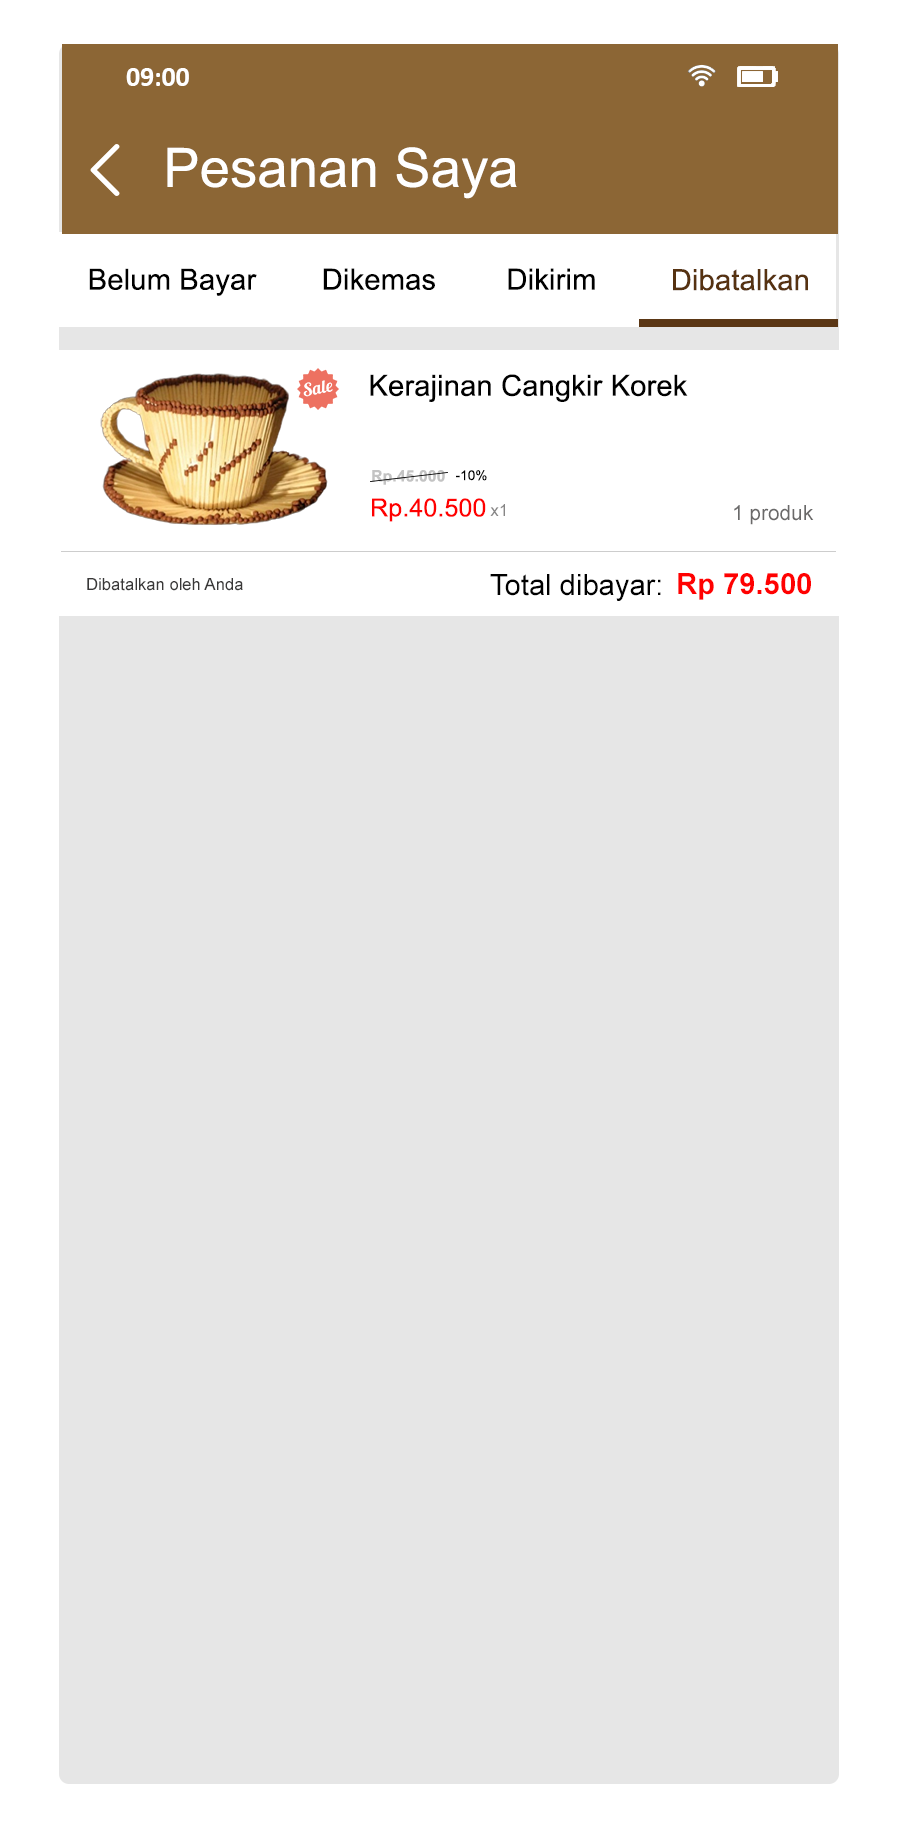 09:00
Pesanan Saya
Belum Bayar Dikemas Dikirim Dibatalkan
Sale
Kerajinan Cangkir Korek
Rp.45.000 -10%
Rp.40.500 x1
1 produk
Dibatalkan oleh Anda
Total dibayar: Rp 79.500